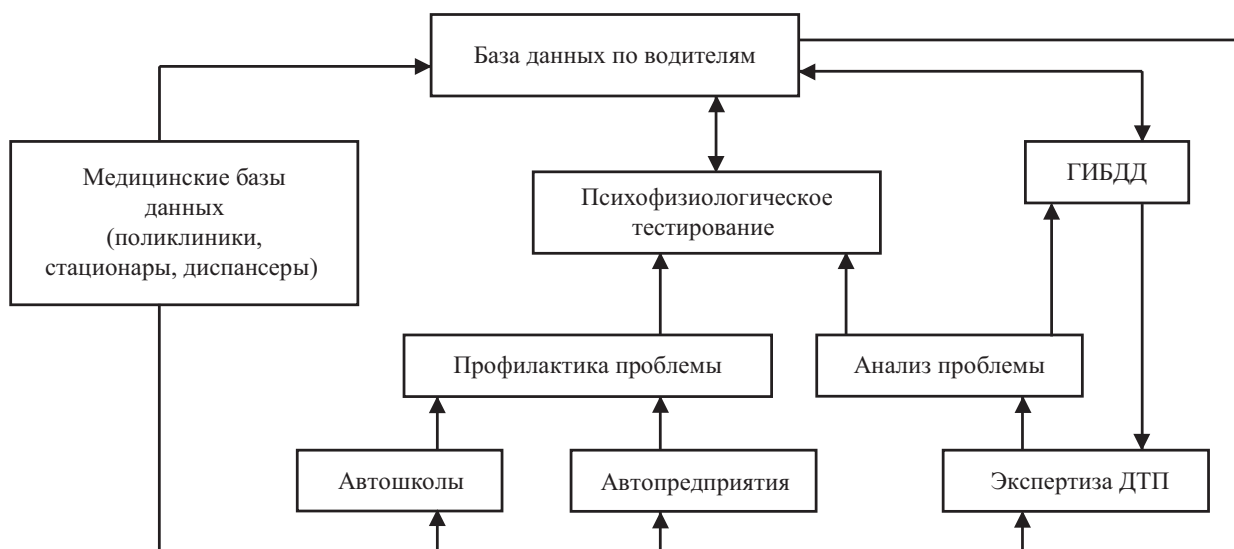 База данных по водителям
Медицинские базы
данных
(поликлиники,
стационары, диспансеры)
ГИБДД
Психофизиологическое
тестирование
Профилактика проблемы
Анализ проблемы
Автошколы
Автопредприятия
Экспертиза ДТП